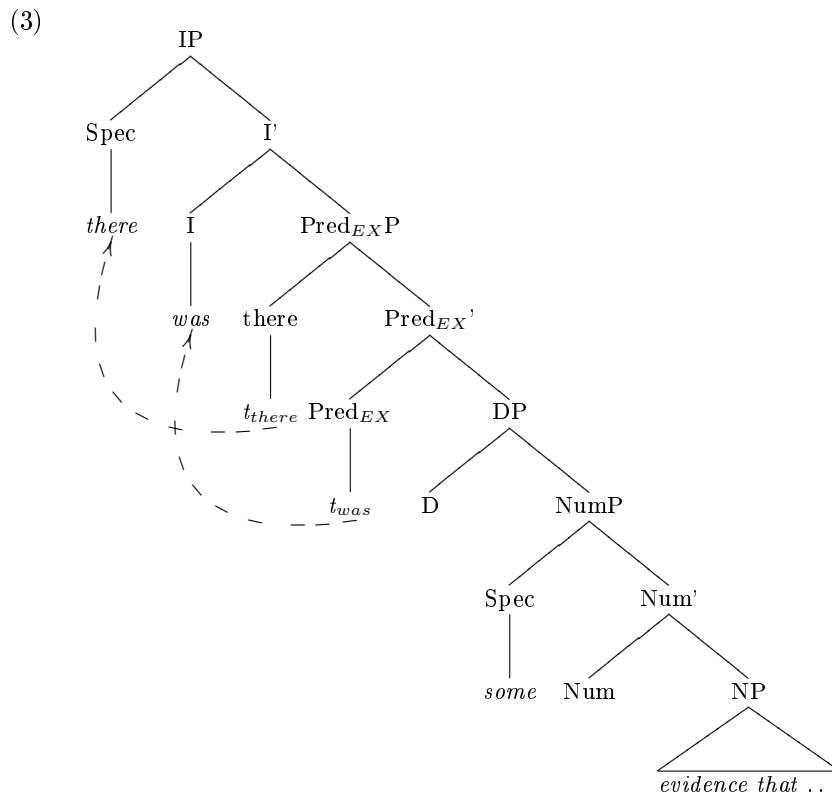 (3)
IP
Spec I'
there I Pred_EX P
was there Pred_EX'
t_there Pred_EX DP
t_was D NumP
Spec Num'
some Num NP
evidence that ..